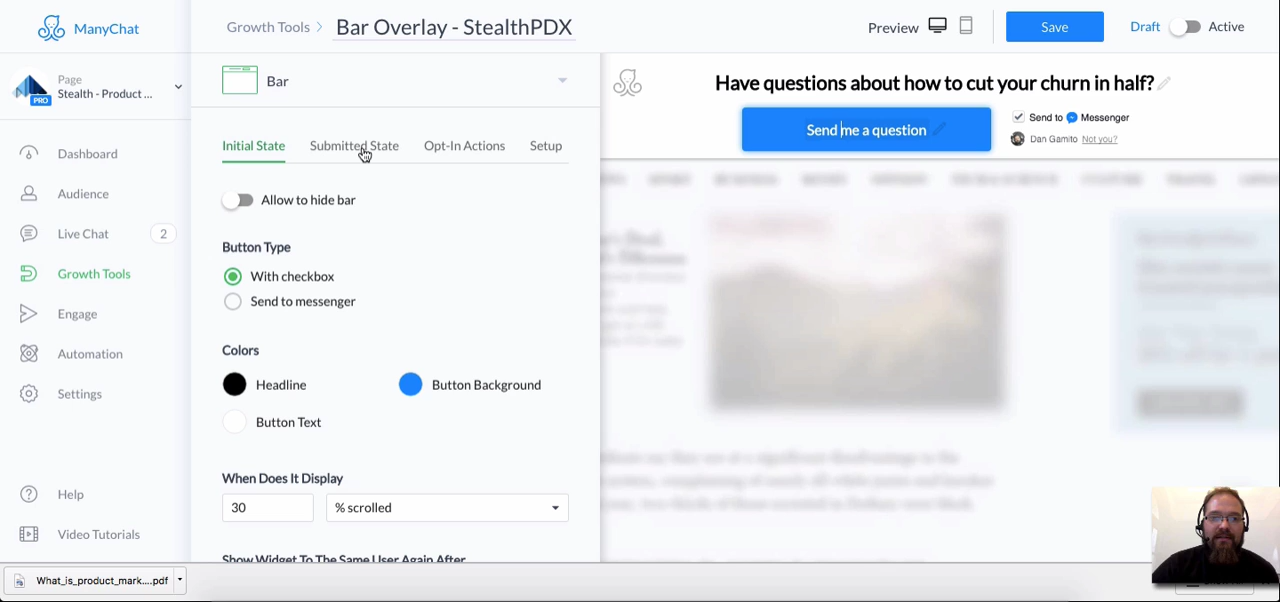 ManyChat
Growth Tools
Bar Overlay - StealthPDX
Preview
Save
Draft
Active
Page
Stealth - Product ...
PRO
Dashboard
Audience
Live Chat
2
Growth Tools
Engage
Automation
Settings
Help
Video Tutorials
Bar
Initial State
Submitted State
Opt-In Actions
Setup
Allow to hide bar
Button Type
With checkbox
Send to messenger
Colors
Headline
Button Background
Button Text
When Does It Display
30
% scrolled
Show Widget To The Same User Again After
Have questions about how to cut your churn in half?
Send me a question
Send to Messenger
Dan Gamito Not you?
What_is_product_mark....pdf